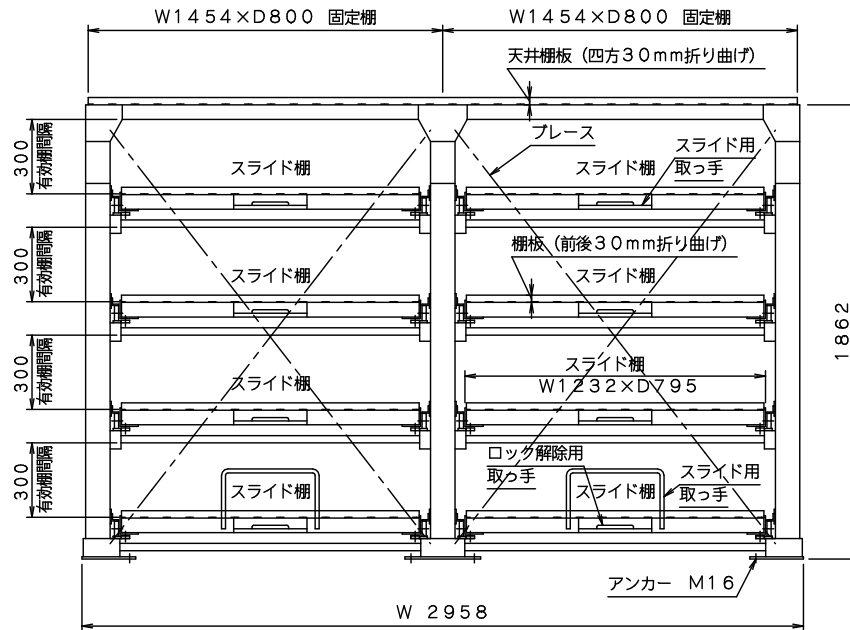 W1454×D800 固定棚
W1454×D800 固定棚
天井棚板（四方30mm折り曲げ）
ブレース
スライド用
取っ手
スライド棚
スライド棚
300
有効棚間隔
棚板（前後30mm折り曲げ）
スライド棚
スライド棚
300
有効棚間隔
1862
スライド棚
W1232×D795
スライド棚
300
有効棚間隔
ロック解除用
取っ手
スライド用
取っ手
スライド棚
スライド棚
300
有効棚間隔
アンカー M16
W 2958